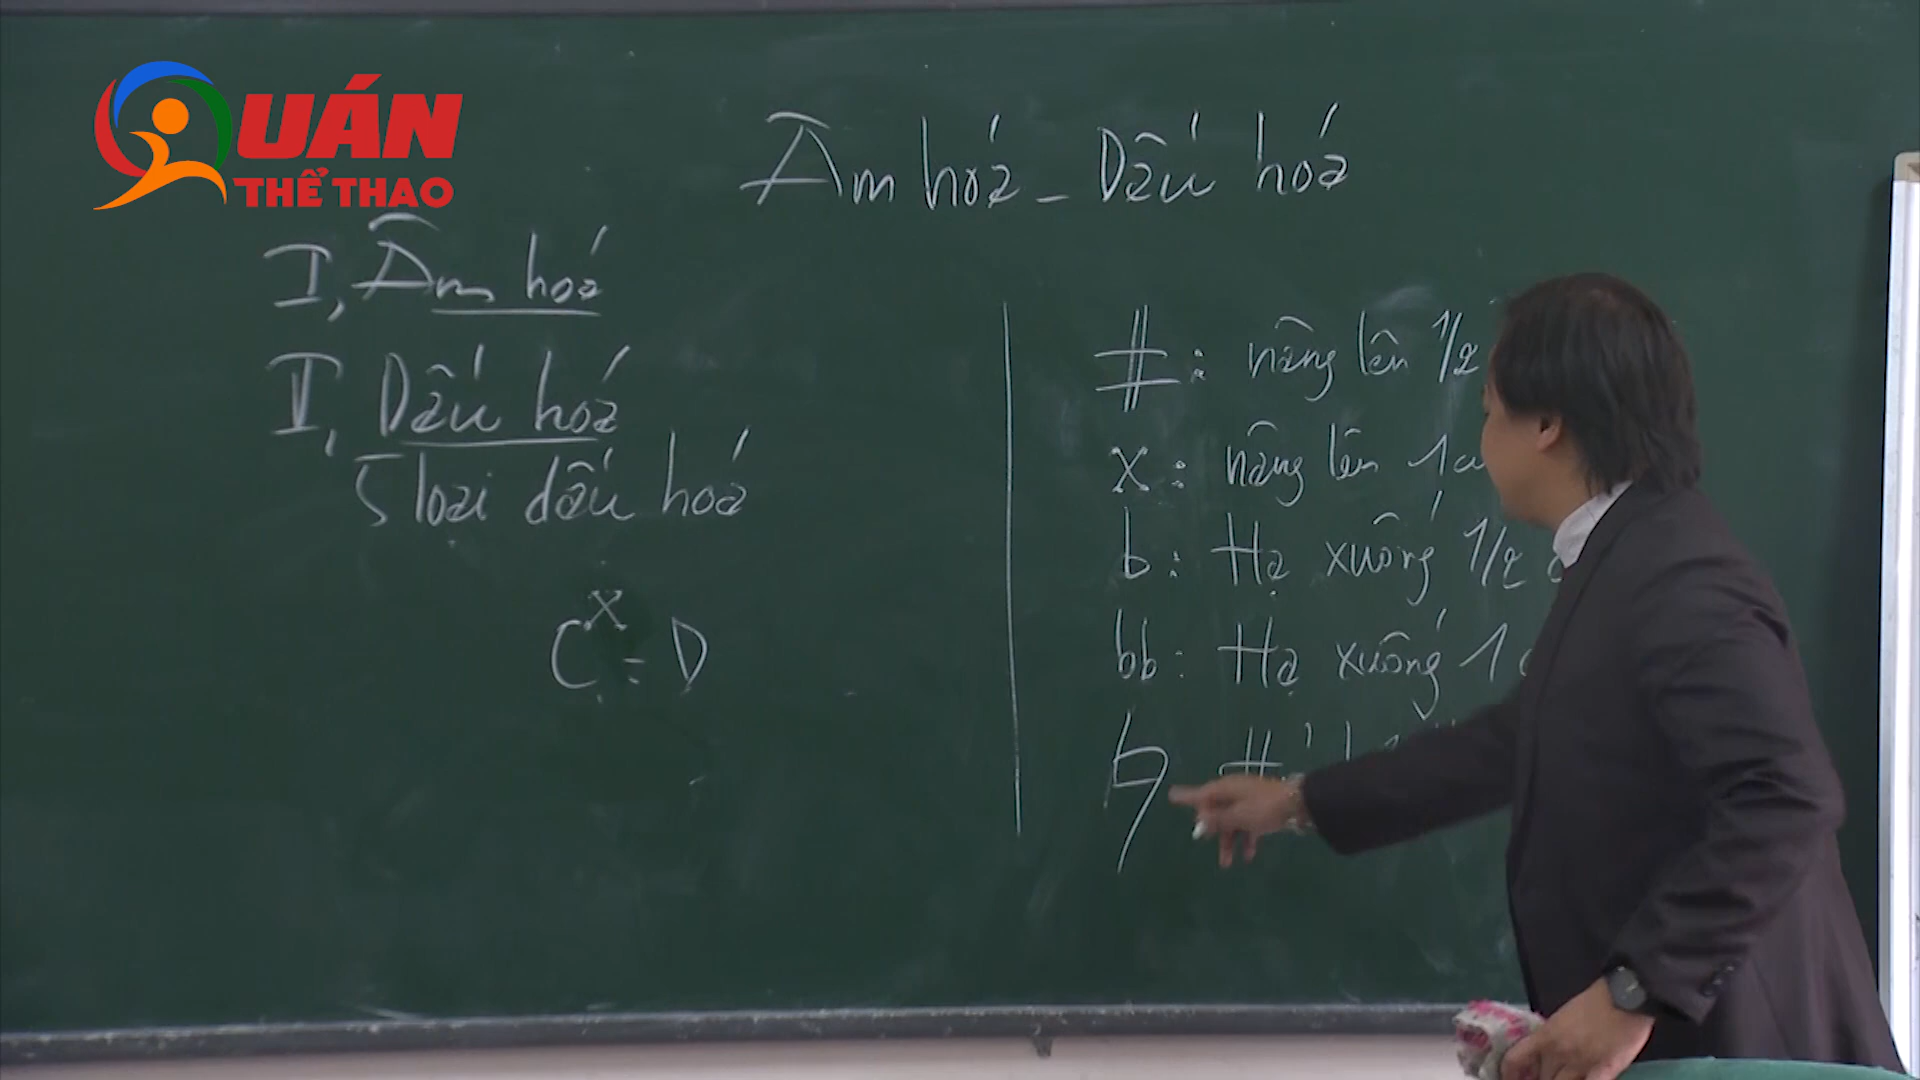 QUÁN
THỂ THAO
Âm hoá - Dấu hoá
I, Âm hoá
I, Dấu hoá
5 loại dấu hoá
Cx = D
#: nâng lên 1/2
x: nâng lên 1
b: Hạ xuống 1/2
bb: Hạ xuống 1
♮